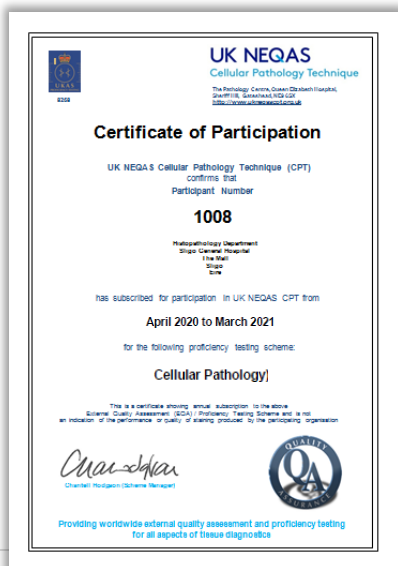 UKAS
8268
UK NEQAS
Cellular Pathology Technique
The Pathology Centre, Queen Elizabeth Hospital,
Sheriff Hill, Gateshead, NE9 6SX
http://www.ukneqascpt.org.uk
Certificate of Participation
UK NEQAS Cellular Pathology Technique (CPT)
confirms that
Participant Number
1008
Histopathology Department
Sligo General Hospital
The Mall
Sligo
Eire
has subscribed for participation in UK NEQAS CPT from
April 2020 to March 2021
for the following proficiency testing scheme:
Cellular Pathology)
This is a certificate showing annual subscription to the above
External Quality Assessment (EQA) / Proficiency Testing Scheme and is not
an indication of the performance or quality of staining produced by the participating organisation
Chantell Hodgson (Scheme Manager)
QUALITY
QA
ASSURANCE
Providing worldwide external quality assessment and proficiency testing
for all aspects of tissue diagnostics